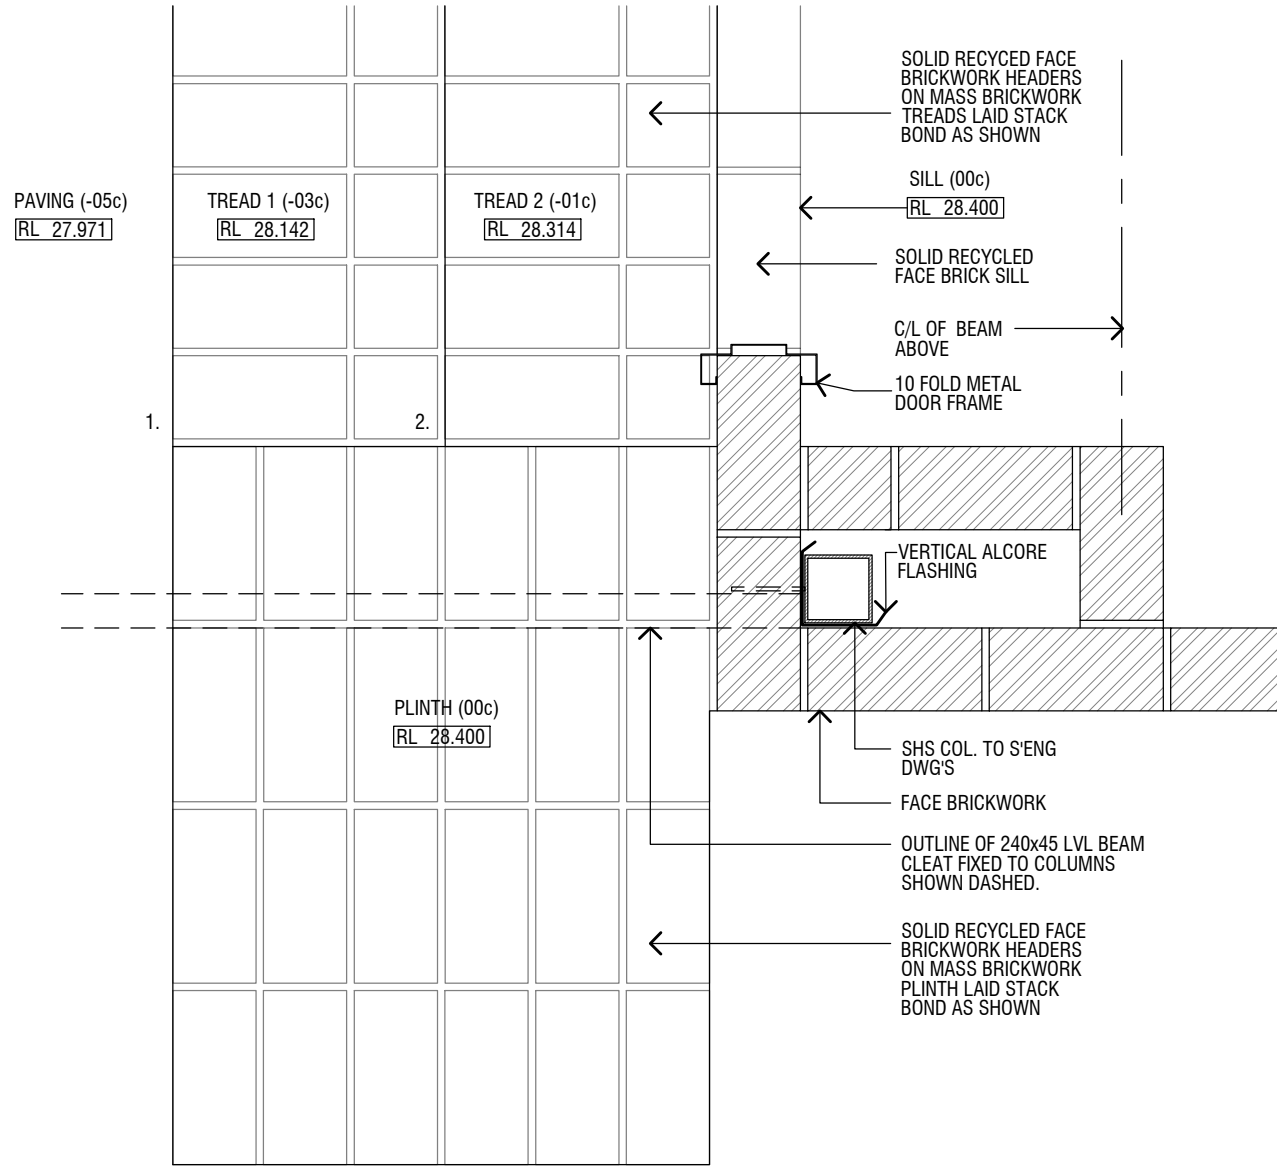 SOLID RECYCED FACE
BRICKWORK HEADERS
ON MASS BRICKWORK
TREADS LAID STACK
BOND AS SHOWN
PAVING (-05c)
RL 27.971
TREAD 1 (-03c)
RL 28.142
TREAD 2 (-01c)
RL 28.314
SILL (00c)
RL 28.400
SOLID RECYCLED
FACE BRICK SILL
C/L OF BEAM
ABOVE
10 FOLD METAL
DOOR FRAME
1.
2.
VERTICAL ALCORE
FLASHING
PLINTH (00c)
RL 28.400
SHS COL. TO S'ENG
DWG'S
FACE BRICKWORK
OUTLINE OF 240x45 LVL BEAM
CLEAT FIXED TO COLUMNS
SHOWN DASHED.
SOLID RECYCLED FACE
BRICKWORK HEADERS
ON MASS BRICKWORK
PLINTH LAID STACK
BOND AS SHOWN